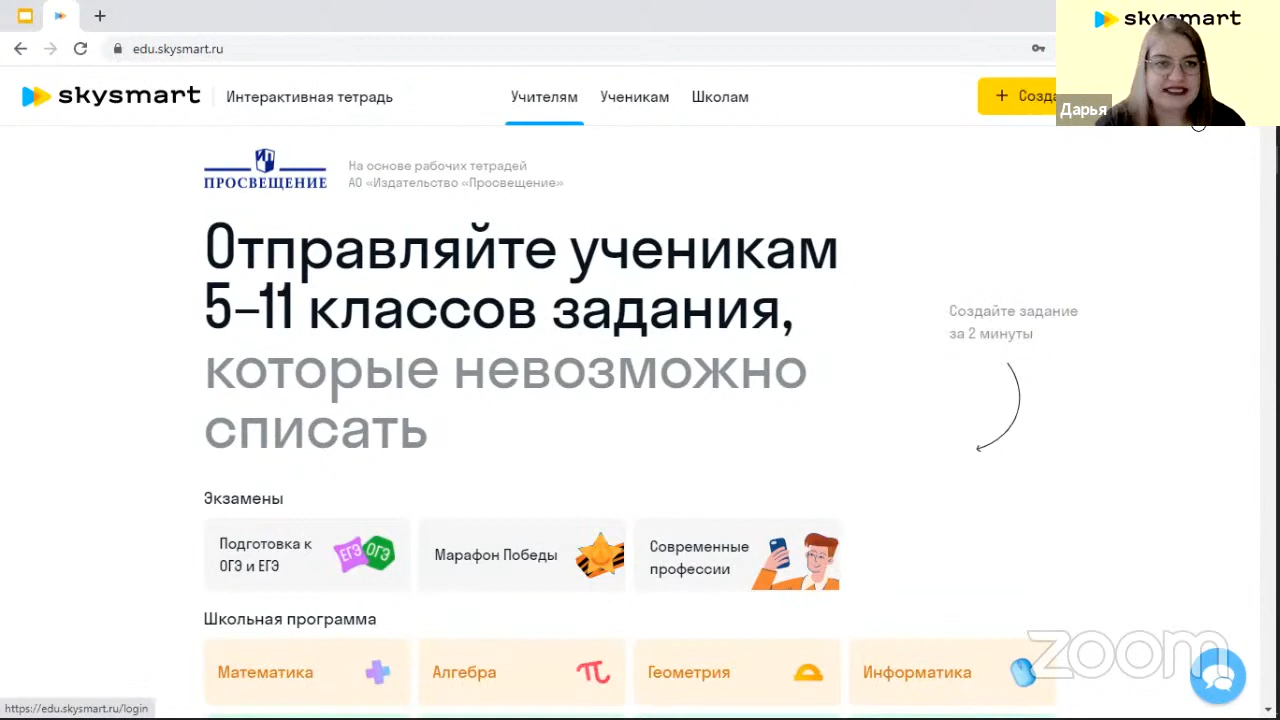 edu.skysmart.ru
skysmart
Дарья
skysmart
Интерактивная тетрадь
Учителям
Ученикам
Школам
ИП
ПРОСВЕЩЕНИЕ
На основе рабочих тетрадей
АО «Издательство «Просвещение»
Отправляйте ученикам
5–11 классов задания,
которые невозможно
списать
Создайте задание
за 2 минуты
Экзамены
Подготовка к
ОГЭ и ЕГЭ
ЕГЭ ОГЭ
Марафон Победы
Современные
профессии
Школьная программа
Математика
Алгебра
Геометрия
Информатика
zoom
https://edu.skysmart.ru/login